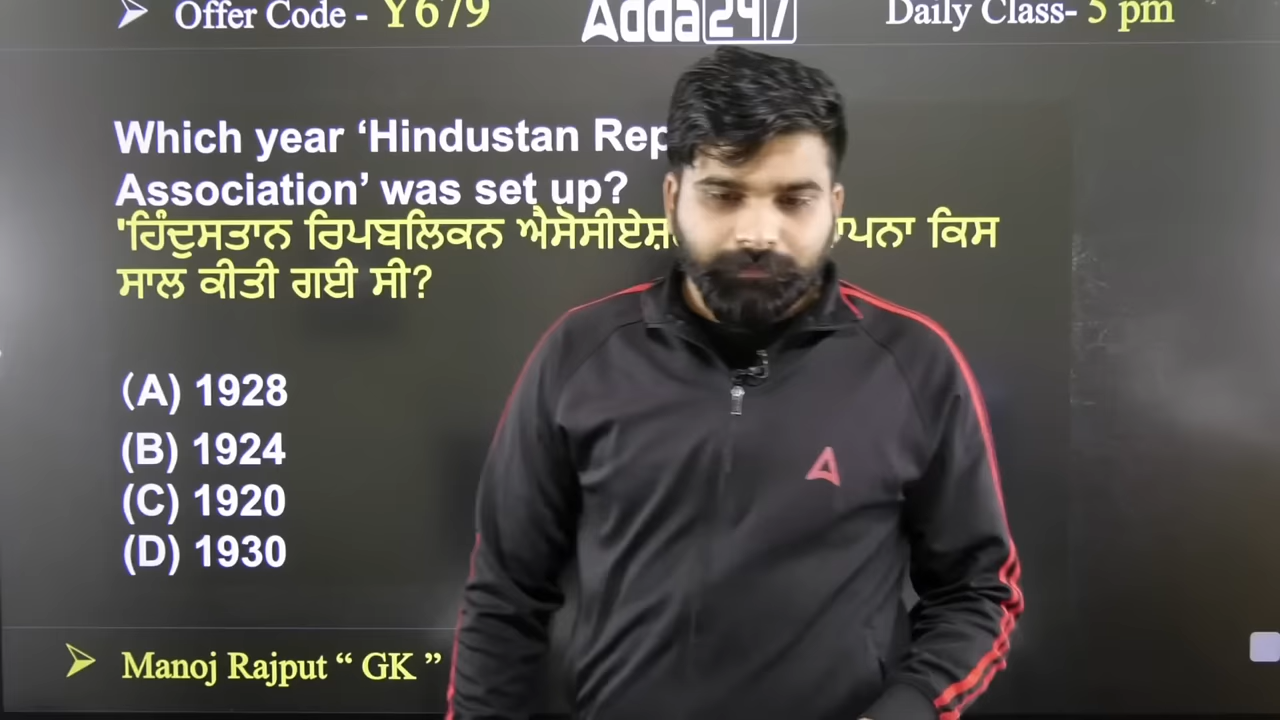 Offer Code - Y679
Adda247
Daily Class- 5 pm
Which year ‘Hindustan Rep
Association’ was set up?
'ਹਿੰਦੁਸਤਾਨ ਰਿਪਬਲਿਕਨ ਐਸੋਸੀਏਸ਼ ਪਨਾ ਕਿਸ
ਸਾਲ ਕੀਤੀ ਗਈ ਸੀ?
(A) 1928
(B) 1924
(C) 1920
(D) 1930
Manoj Rajput “ GK ”